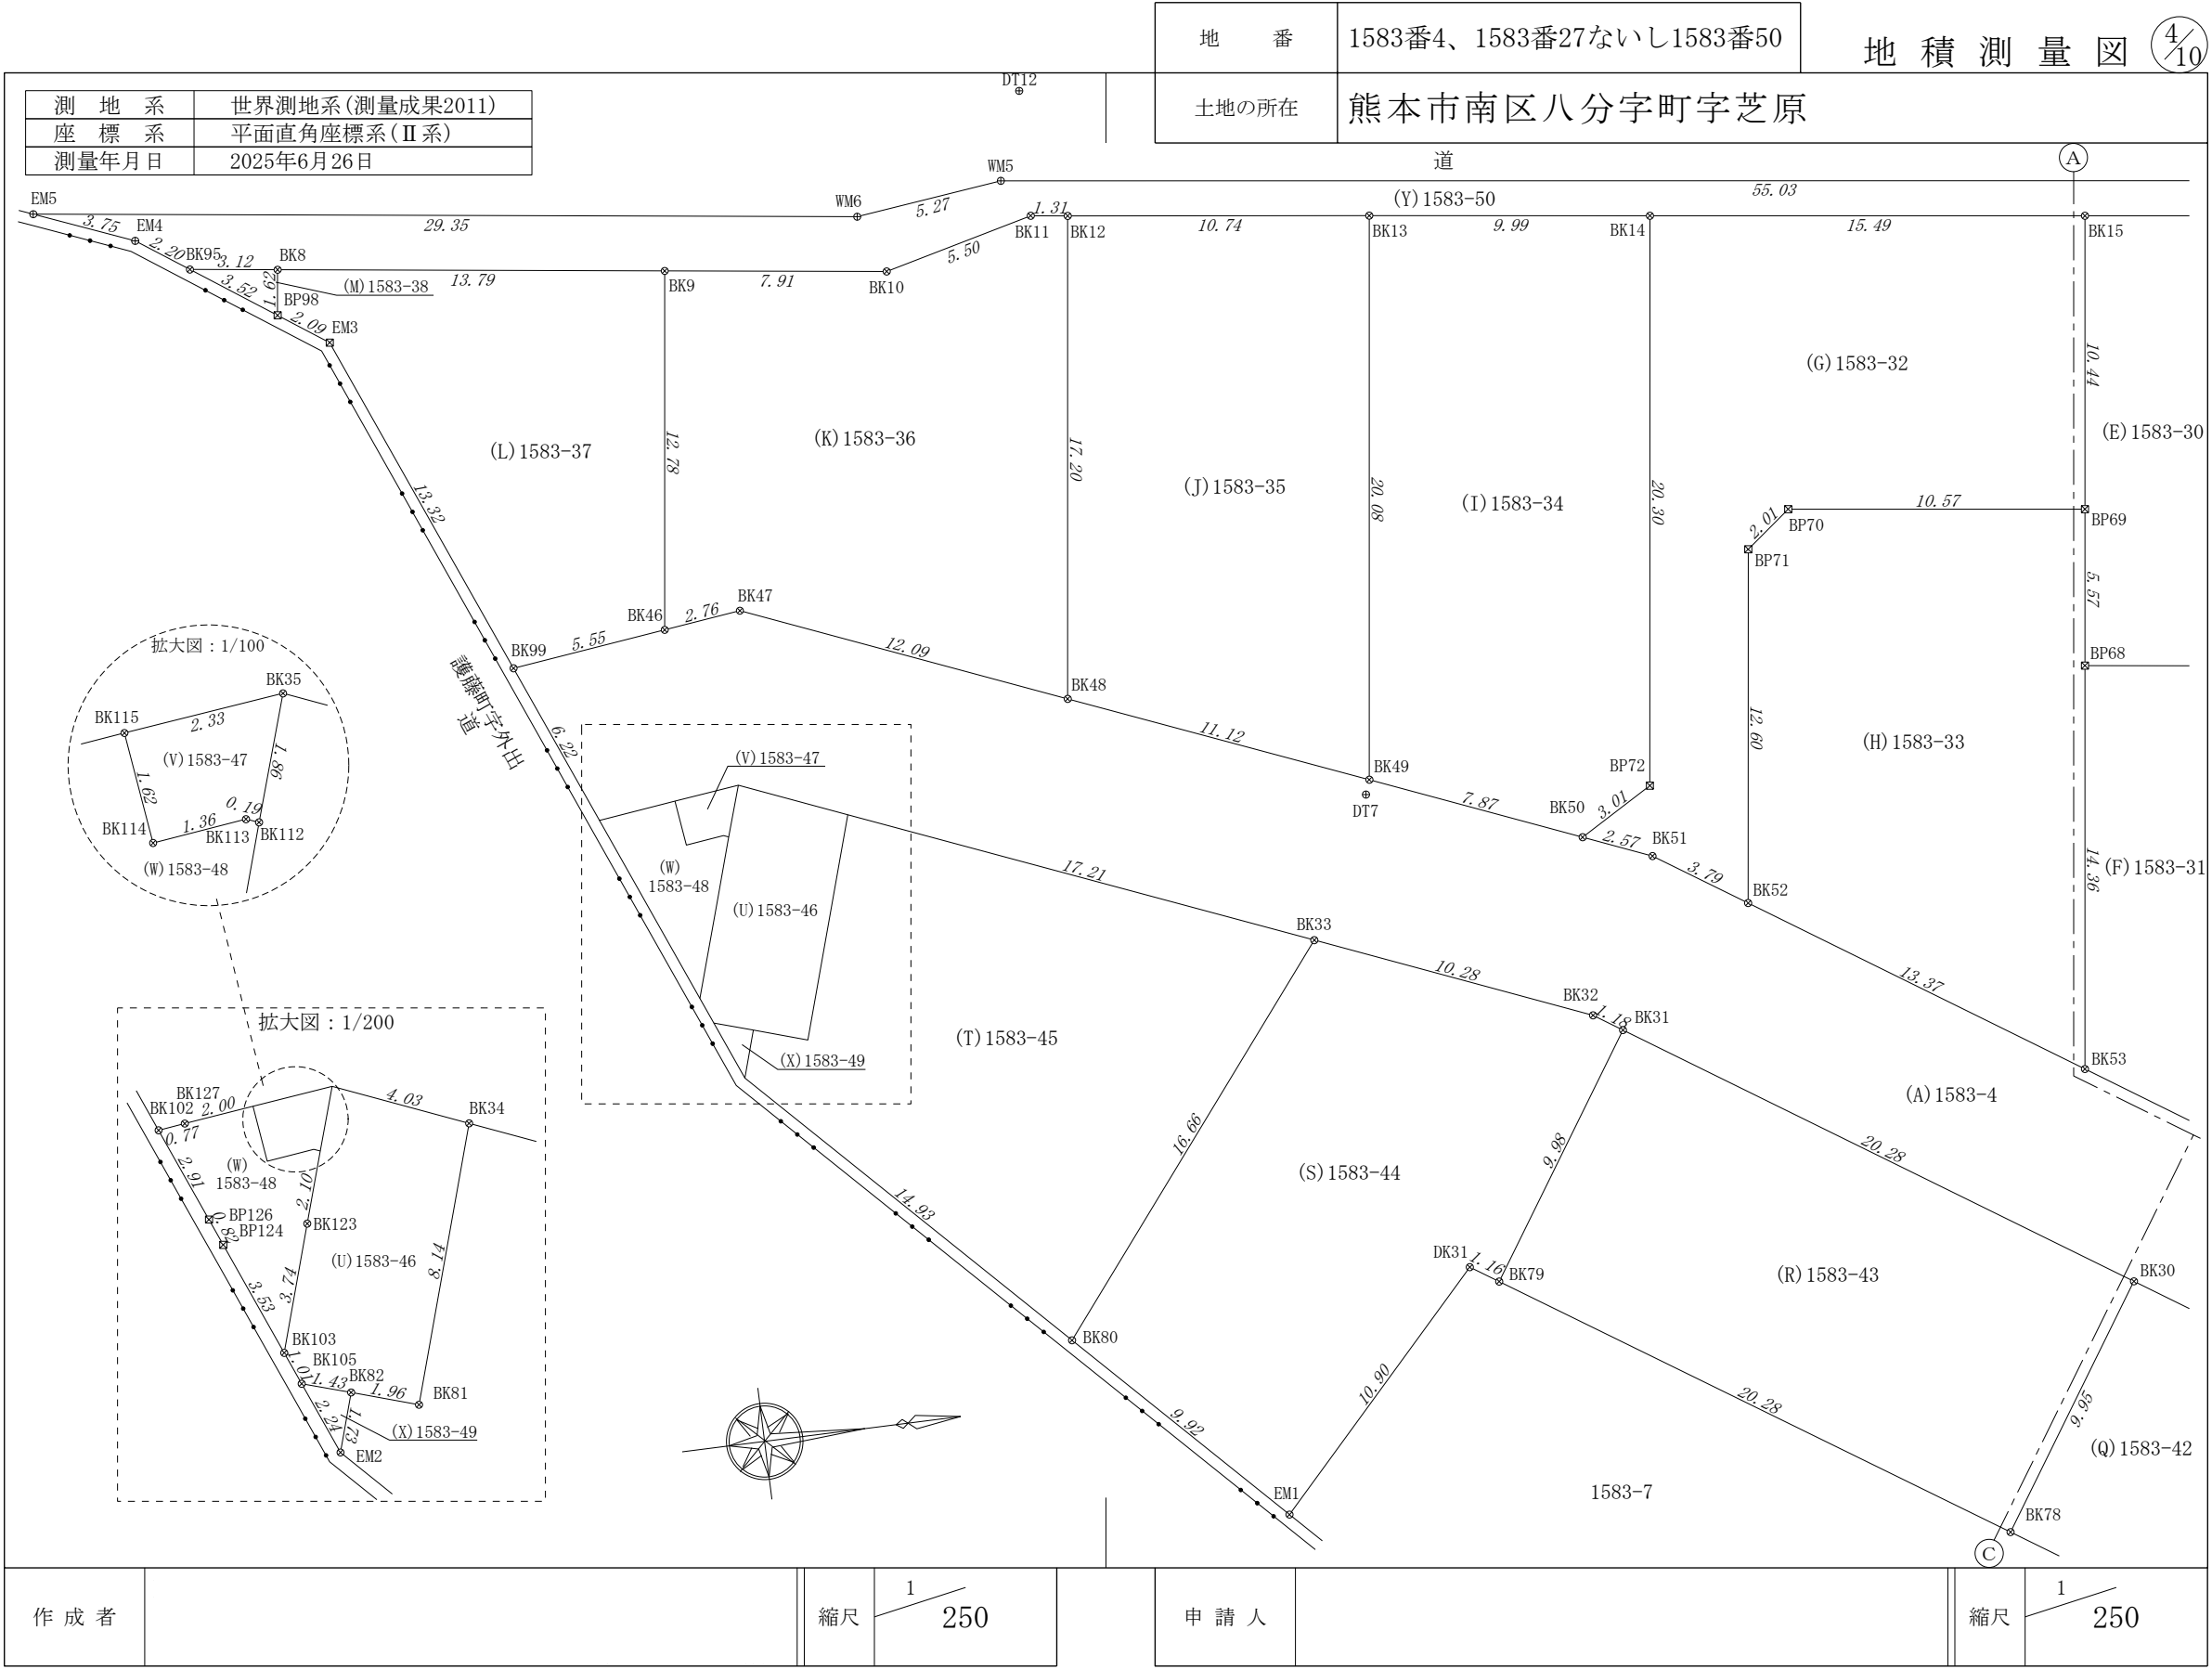 地番 1583番4、1583番27ないし1583番50
地積測量図 4/10
土地の所在 熊本市南区八分字町字芝原
測地系 世界測地系(測量成果2011)
座標系 平面直角座標系(Ⅱ系)
測量年月日 2025年6月26日
DT12
道
A
WM5
EM5
WM6
5.27
(Y)1583-50
55.03
3.75
EM4
29.35
1.31
BK11
BK12
10.74
BK13
9.99
BK14
15.49
BK15
2.20
BK95
3.12
BK8
5.50
3.52
1.62
(M)1583-38
13.79
BK9
7.91
BK10
BP98
2.09
EM3
(G)1583-32
10.44
(L)1583-37
12.78
(K)1583-36
17.20
(J)1583-35
20.08
(I)1583-34
20.30
(E)1583-30
13.32
2.01
BP70
10.57
BP69
BP71
5.57
BK46
2.76
BK47
BK99
5.55
12.09
BP68
拡大図：1/100
護藤町字外出
道
BK48
BK35
BK115
2.33
(V)1583-47
1.86
1.62
0.19
BK114
1.36
BK113
BK112
(W)1583-48
6.22
(V)1583-47
11.12
BK49
DT7
12.60
(H)1583-33
BP72
7.87
BK50
3.01
2.57
BK51
3.79
BK52
14.36
(F)1583-31
(W)
1583-48
(U)1583-46
17.21
BK33
10.28
13.37
BK32
1.18
BK31
(T)1583-45
(X)1583-49
BK53
(A)1583-4
拡大図：1/200
BK127
BK102
2.00
4.03
BK34
0.77
2.91
(W)
1583-48
2.10
BP126
0.82
BP124
BK123
(U)1583-46
8.14
3.74
3.53
BK103
1.01
BK105
1.43
BK82
1.96
BK81
2.24
1.73
(X)1583-49
EM2
16.66
9.98
(S)1583-44
20.28
14.93
DK31
1.16
BK79
(R)1583-43
BK30
BK80
10.90
20.28
9.95
9.92
(Q)1583-42
EM1
1583-7
BK78
C
作成者
縮尺 1/250
申請人
縮尺 1/250